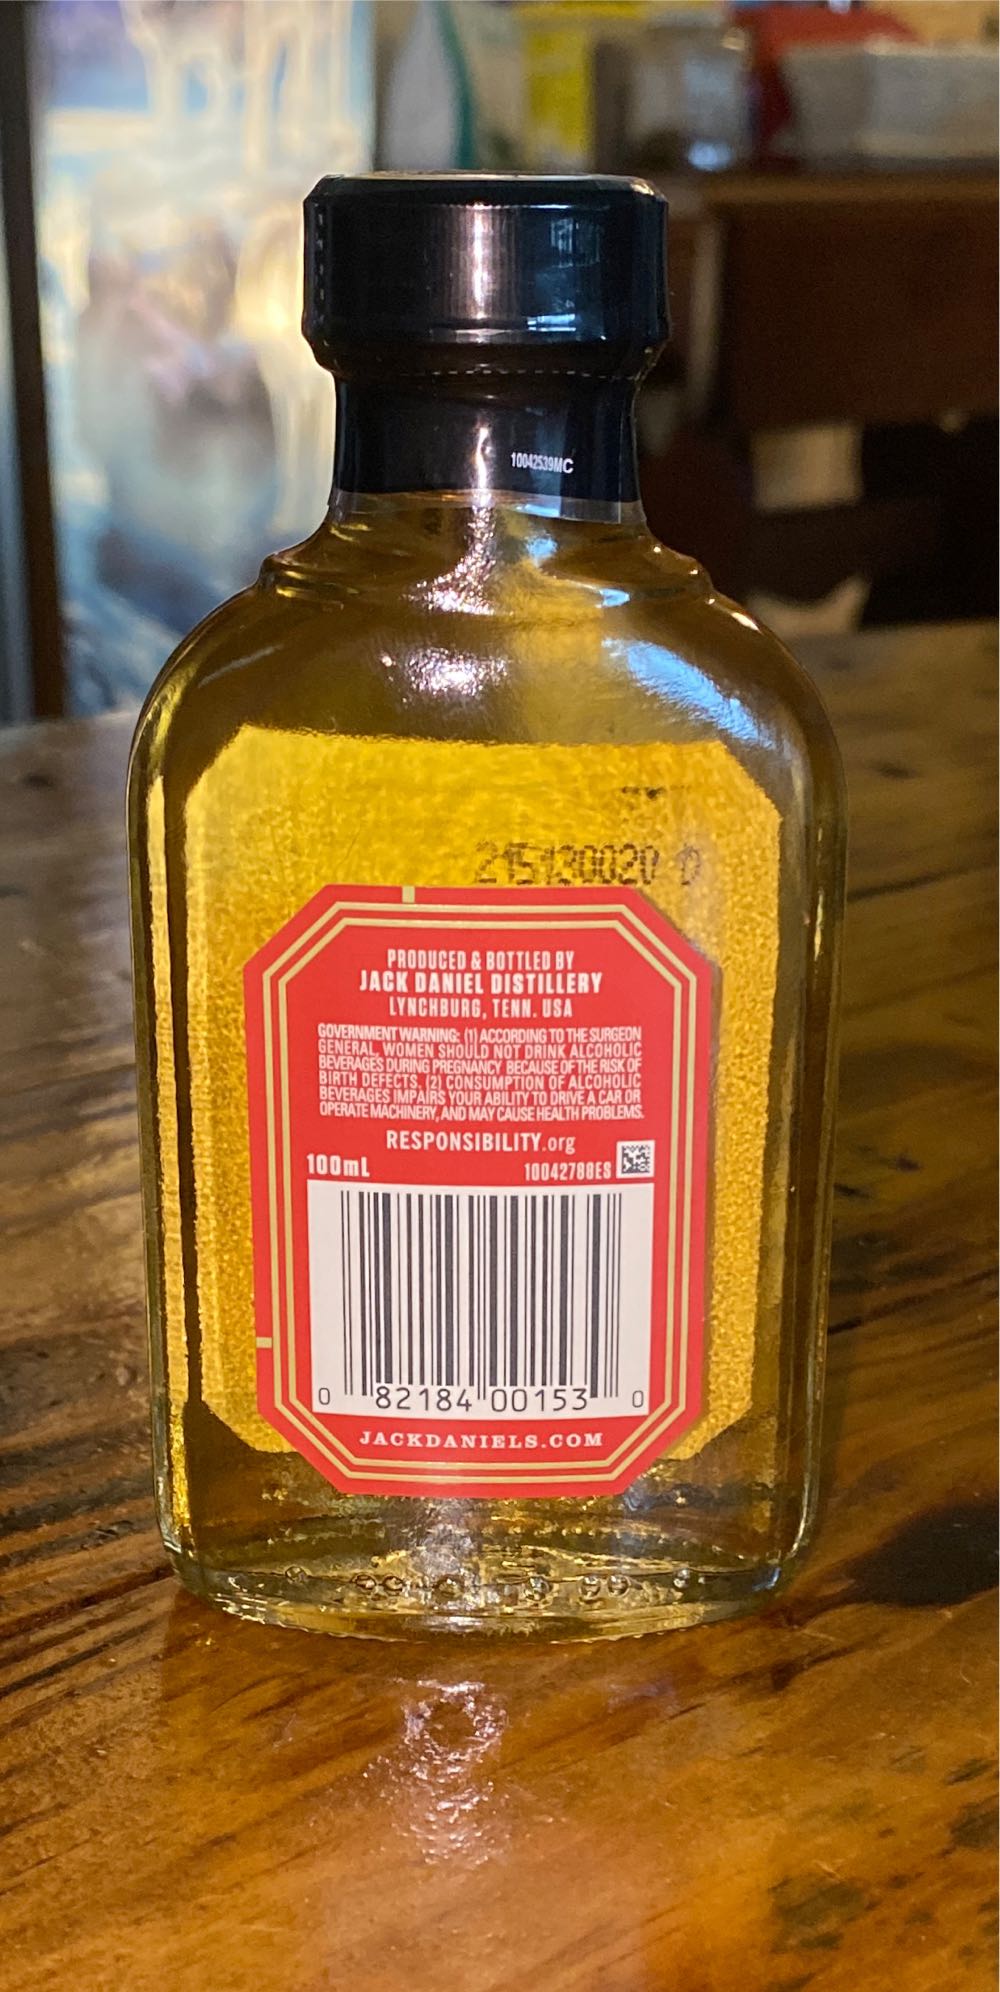 10042539MC
PRODUCED & BOTTLED BY
JACK DANIEL DISTILLERY
LYNCHBURG, TENN. USA
GOVERNMENT WARNING: (1) ACCORDING TO THE SURGEON
GENERAL, WOMEN SHOULD NOT DRINK ALCOHOLIC
BEVERAGES DURING PREGNANCY BECAUSE OF THE RISK OF
BIRTH DEFECTS. (2) CONSUMPTION OF ALCOHOLIC
BEVERAGES IMPAIRS YOUR ABILITY TO DRIVE A CAR OR
OPERATE MACHINERY, AND MAY CAUSE HEALTH PROBLEMS.
RESPONSIBILITY.org
100mL
0 82184 00153 0
JACKDANIELS.COM